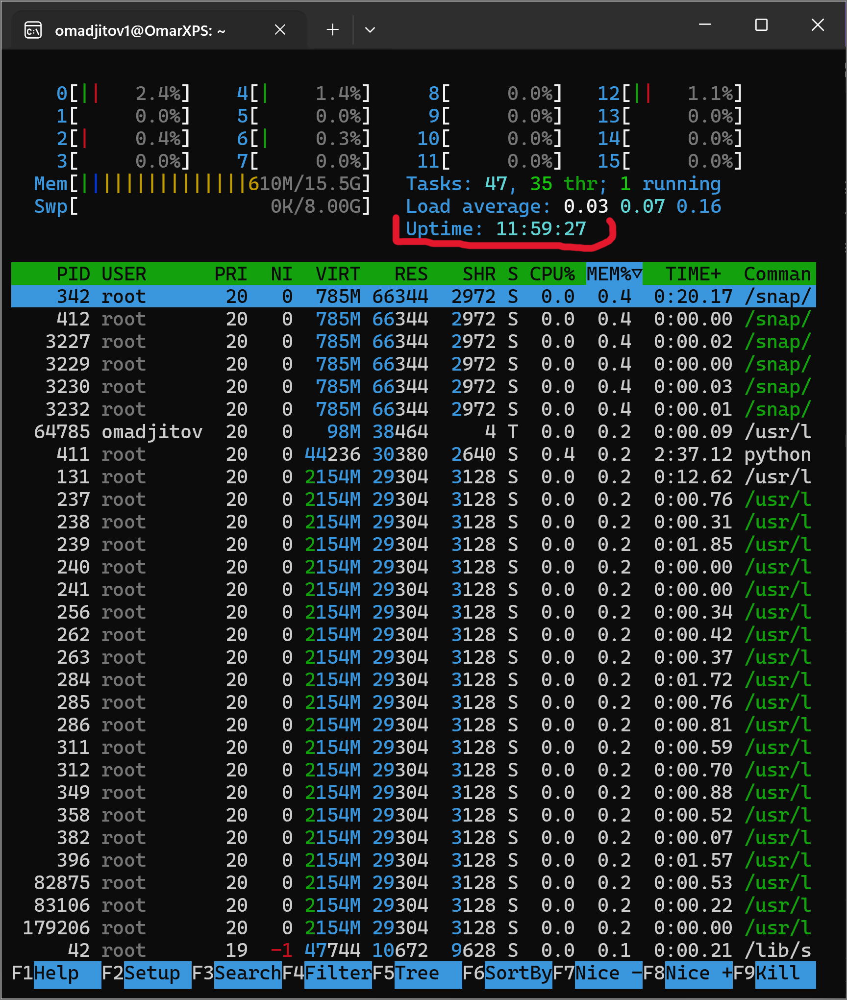 omadjitov1@OmarXPS: ~
0[|| 2.4%] 4[| 1.4%] 8[ 0.0%] 12[|| 1.1%]
1[ 0.0%] 5[ 0.0%] 9[ 0.0%] 13[ 0.0%]
2[| 0.4%] 6[| 0.3%] 10[ 0.0%] 14[ 0.0%]
3[ 0.0%] 7[ 0.0%] 11[ 0.0%] 15[ 0.0%]
Mem[|||||||||||||||610M/15.5G] Tasks: 47, 35 thr; 1 running
Swp[ 0K/8.00G] Load average: 0.03 0.07 0.16
Uptime: 11:59:27
PID USER PRI NI VIRT RES SHR S CPU% MEM%▽ TIME+ Comman
342 root 20 0 785M 66344 2972 S 0.0 0.4 0:20.17 /snap/
412 root 20 0 785M 66344 2972 S 0.0 0.4 0:00.00 /snap/
3227 root 20 0 785M 66344 2972 S 0.0 0.4 0:00.02 /snap/
3229 root 20 0 785M 66344 2972 S 0.0 0.4 0:00.00 /snap/
3230 root 20 0 785M 66344 2972 S 0.0 0.4 0:00.03 /snap/
3232 root 20 0 785M 66344 2972 S 0.0 0.4 0:00.01 /snap/
64785 omadjitov 20 0 98M 38464 4 T 0.0 0.2 0:00.09 /usr/l
411 root 20 0 44236 30380 2640 S 0.4 0.2 2:37.12 python
131 root 20 0 2154M 29304 3128 S 0.0 0.2 0:12.62 /usr/l
237 root 20 0 2154M 29304 3128 S 0.0 0.2 0:00.76 /usr/l
238 root 20 0 2154M 29304 3128 S 0.0 0.2 0:00.31 /usr/l
239 root 20 0 2154M 29304 3128 S 0.0 0.2 0:01.85 /usr/l
240 root 20 0 2154M 29304 3128 S 0.0 0.2 0:00.00 /usr/l
241 root 20 0 2154M 29304 3128 S 0.0 0.2 0:00.00 /usr/l
256 root 20 0 2154M 29304 3128 S 0.0 0.2 0:00.34 /usr/l
262 root 20 0 2154M 29304 3128 S 0.0 0.2 0:00.42 /usr/l
263 root 20 0 2154M 29304 3128 S 0.0 0.2 0:00.37 /usr/l
284 root 20 0 2154M 29304 3128 S 0.0 0.2 0:01.72 /usr/l
285 root 20 0 2154M 29304 3128 S 0.0 0.2 0:00.76 /usr/l
286 root 20 0 2154M 29304 3128 S 0.0 0.2 0:00.81 /usr/l
311 root 20 0 2154M 29304 3128 S 0.0 0.2 0:00.59 /usr/l
312 root 20 0 2154M 29304 3128 S 0.0 0.2 0:00.70 /usr/l
349 root 20 0 2154M 29304 3128 S 0.0 0.2 0:00.88 /usr/l
358 root 20 0 2154M 29304 3128 S 0.0 0.2 0:00.52 /usr/l
382 root 20 0 2154M 29304 3128 S 0.0 0.2 0:00.07 /usr/l
396 root 20 0 2154M 29304 3128 S 0.0 0.2 0:01.57 /usr/l
82875 root 20 0 2154M 29304 3128 S 0.0 0.2 0:00.53 /usr/l
83106 root 20 0 2154M 29304 3128 S 0.0 0.2 0:00.22 /usr/l
179206 root 20 0 2154M 29304 3128 S 0.0 0.2 0:00.00 /usr/l
42 root 19 -1 47744 10672 9628 S 0.0 0.1 0:00.21 /lib/s
F1Help F2Setup F3SearchF4FilterF5Tree F6SortByF7Nice -F8Nice +F9Kill